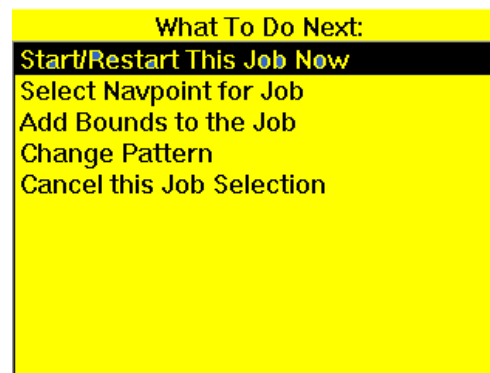 What To Do Next:
Start/Restart This Job Now
Select Navpoint for Job
Add Bounds to the Job
Change Pattern
Cancel this Job Selection